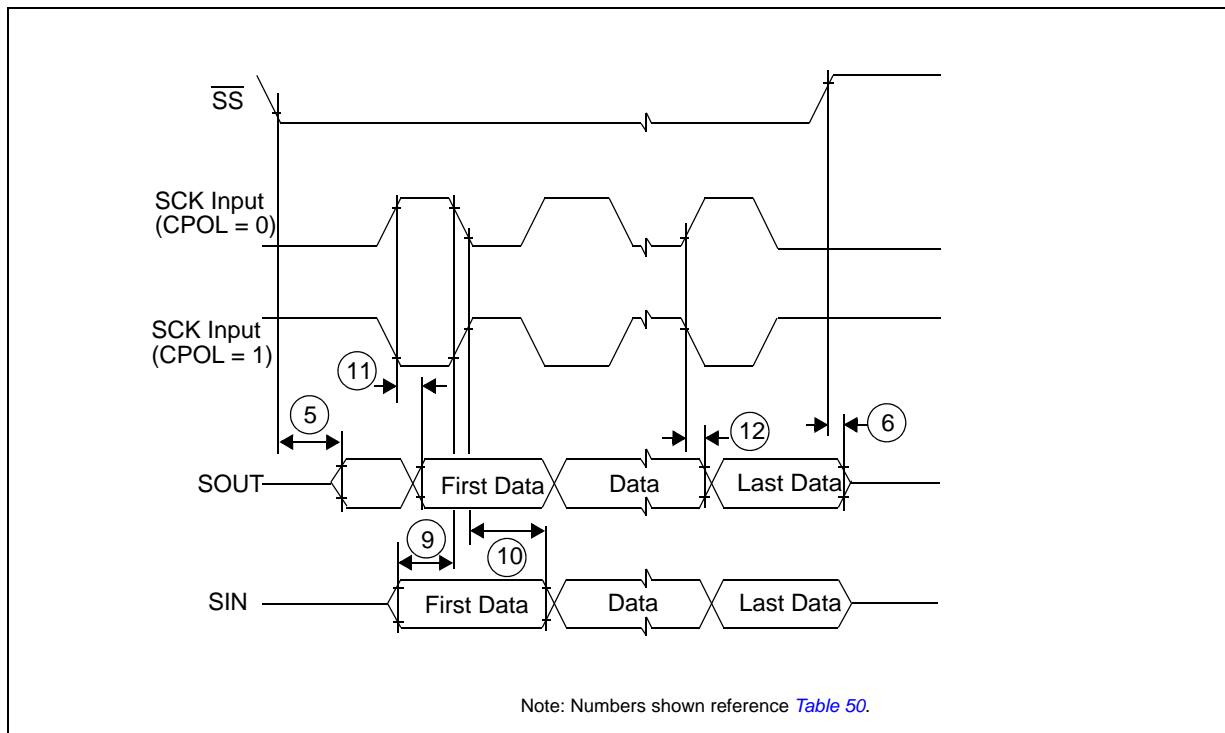 SS
SCK Input
(CPOL = 0)
SCK Input
(CPOL = 1)
11
5
12
6
SOUT
First Data
Data
Last Data
9
10
SIN
First Data
Data
Last Data
Note: Numbers shown reference Table 50.